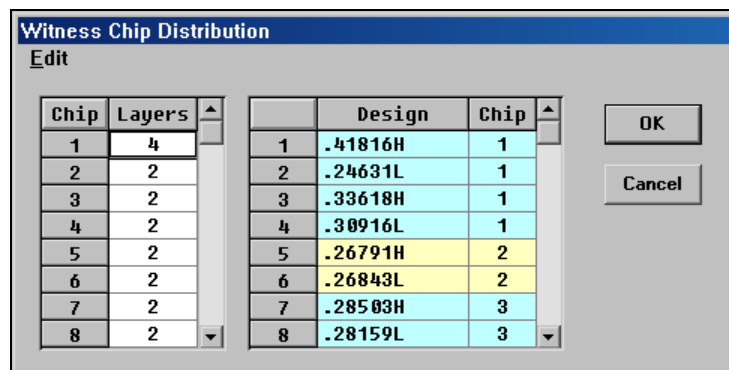 Witness Chip Distribution
Edit
Chip Layers
1 4
2 2
3 2
4 2
5 2
6 2
7 2
8 2
Design Chip
1 .41816H 1
2 .24631L 1
3 .33618H 1
4 .30916L 1
5 .26791H 2
6 .26843L 2
7 .28503H 3
8 .28159L 3
OK
Cancel